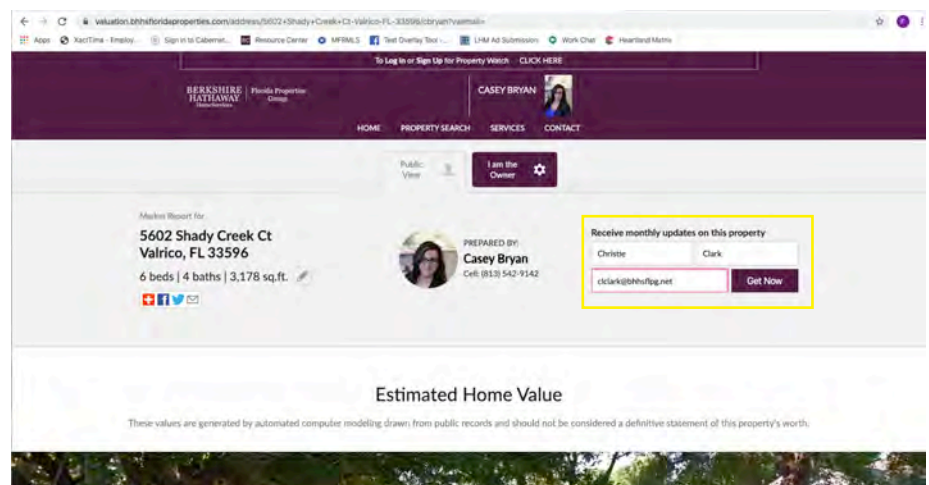 valuation.bhhsfloridaproperties.com/address/5602+Shady+Creek+Ct-Valrico-FL-33596/cbryan?vaemail=
Apps XactTime - Employ... Sign in to Cabernet... Resource Center MFRMLS Text Overlay Tool -... LHM Ad Submission Work Chat Heartland Matrix
To Log In or Sign Up for Property Watch CLICK HERE
BERKSHIRE HATHAWAY HomeServices
Florida Properties Group
CASEY BRYAN
HOME PROPERTY SEARCH SERVICES CONTACT
Public View
I am the Owner
Market Report for
5602 Shady Creek Ct
Valrico, FL 33596
6 beds | 4 baths | 3,178 sq.ft.
PREPARED BY:
Casey Bryan
Cell: (813) 542-9142
Receive monthly updates on this property
Christie Clark
clclark@bhhsflpg.net Get Now
Estimated Home Value
These values are generated by automated computer modeling drawn from public records and should not be considered a definitive statement of this property's worth.